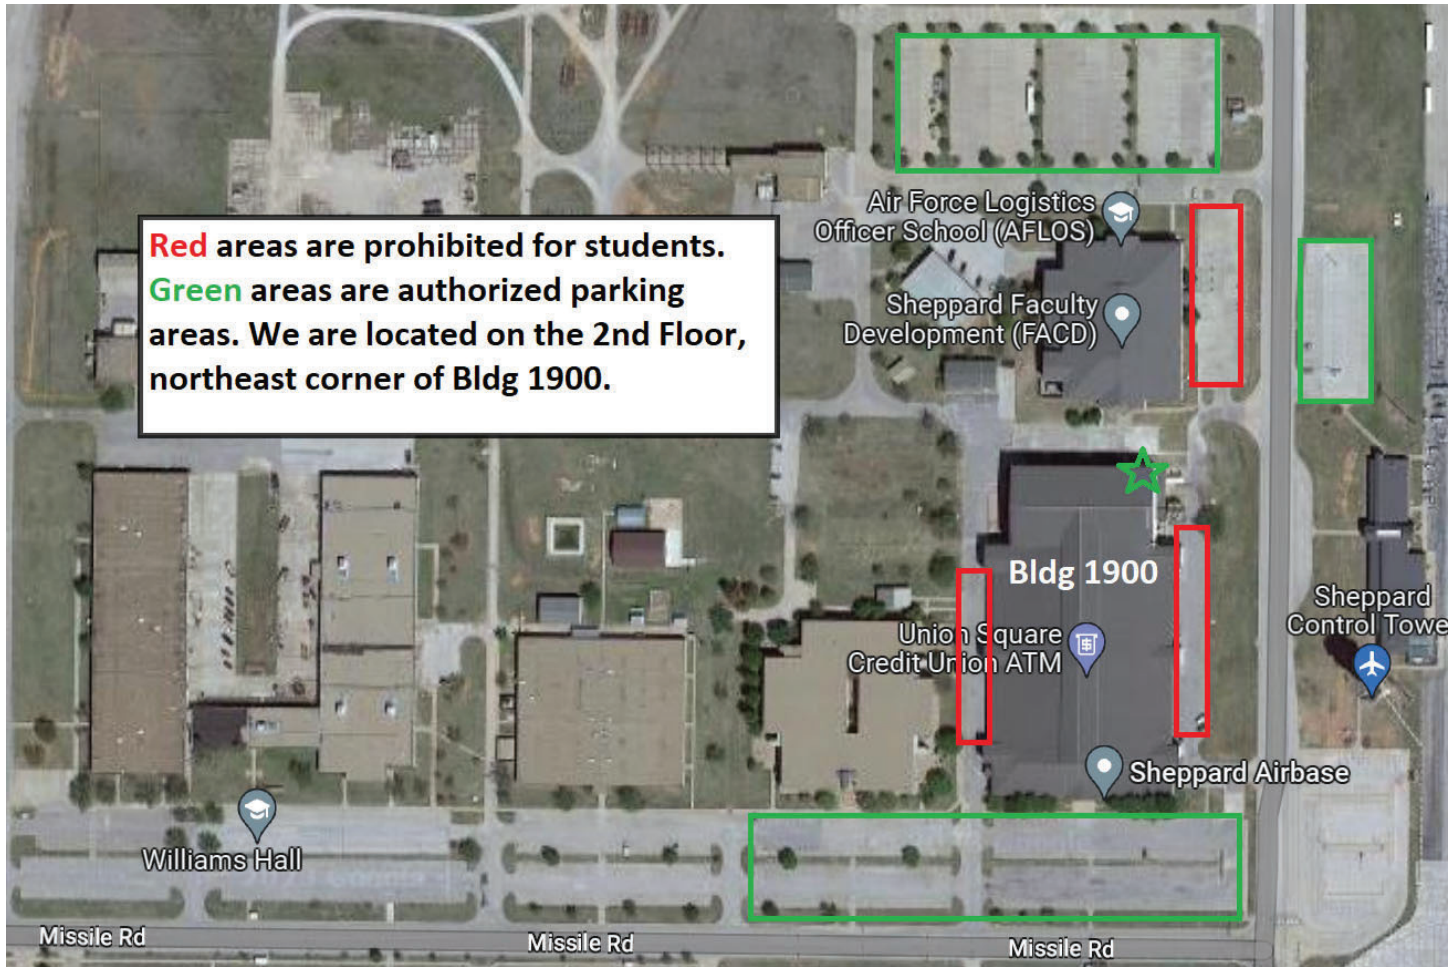 Air Force Logistics
Officer School (AFLOS)
Red areas are prohibited for students.
Green areas are authorized parking
areas. We are located on the 2nd Floor,
northeast corner of Bldg 1900.
Sheppard Faculty
Development (FACD)
Bldg 1900
Union Square
Credit Union ATM
Sheppard
Control Towe
Sheppard Airbase
Williams Hall
Missile Rd
Missile Rd
Missile Rd